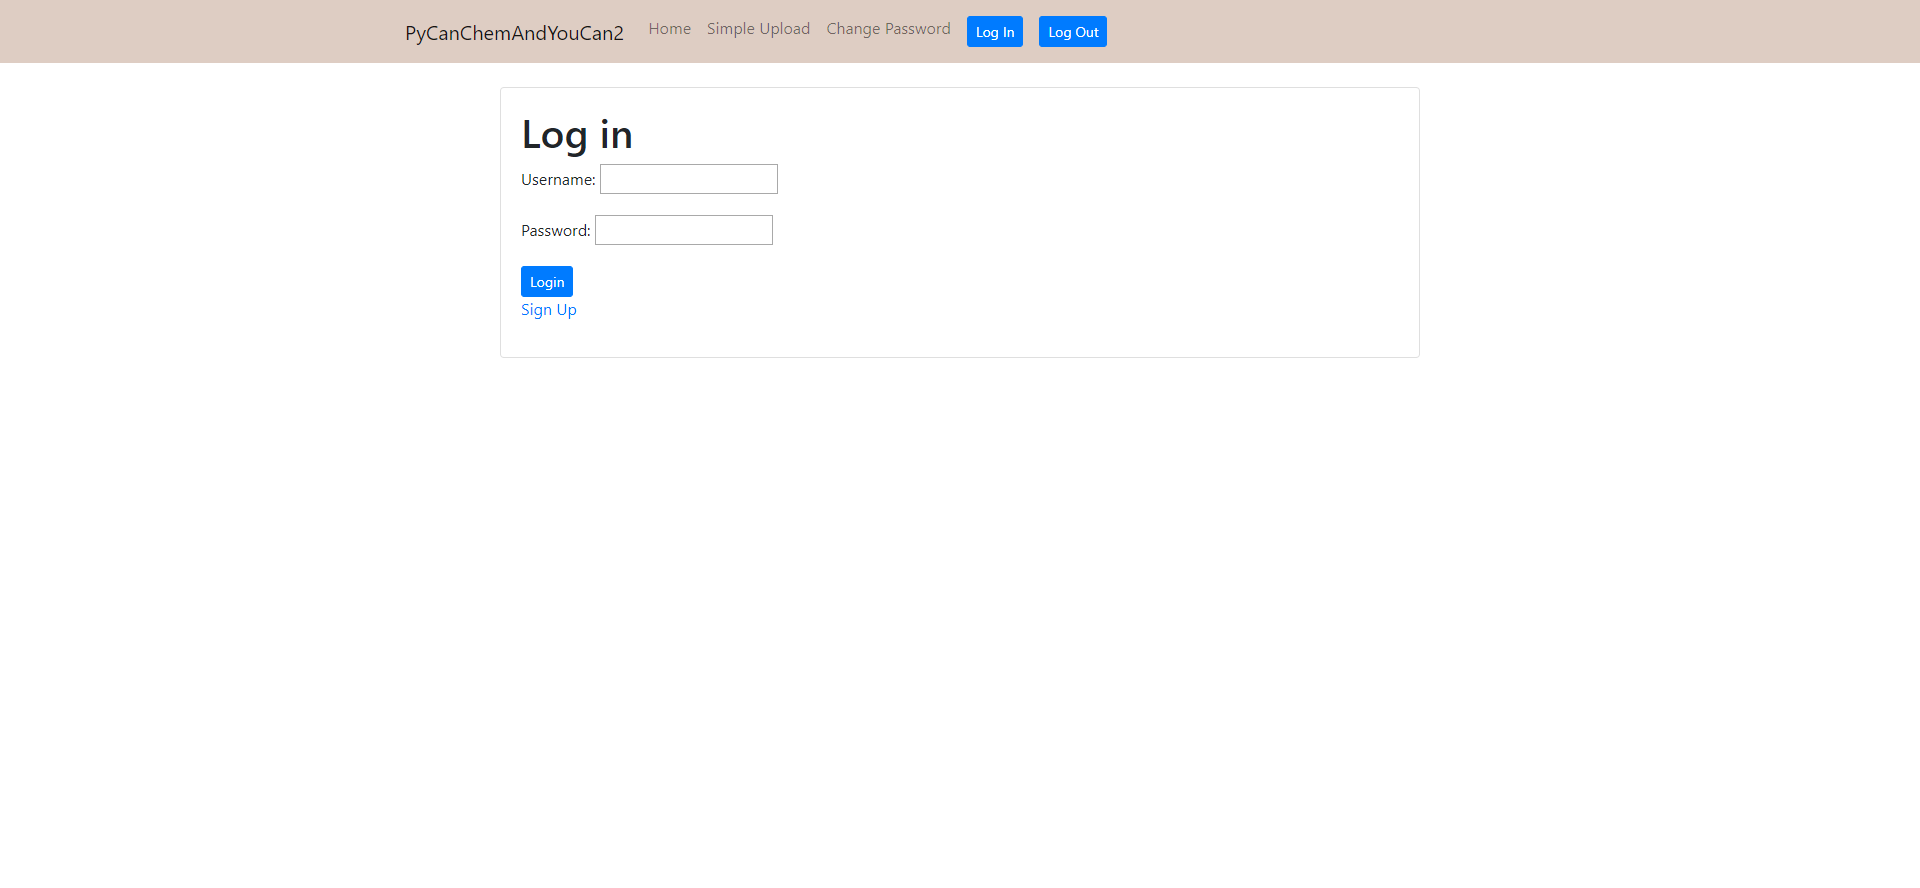 PyCanChemAndYouCan2 Home Simple Upload Change Password Log In Log Out
Log in
Username:
Password:
Login
Sign Up